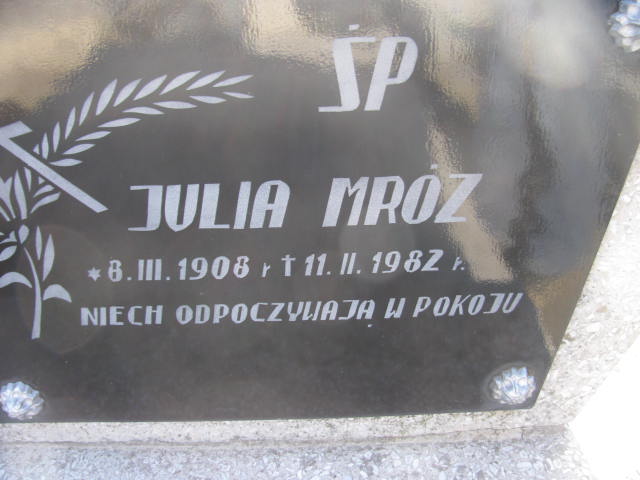 ŚP
JULIA MRÓZ
* 8. III. 1908 r † 11. II. 1982 r.
NIECH ODPOCZYWAJĄ W POKOJU